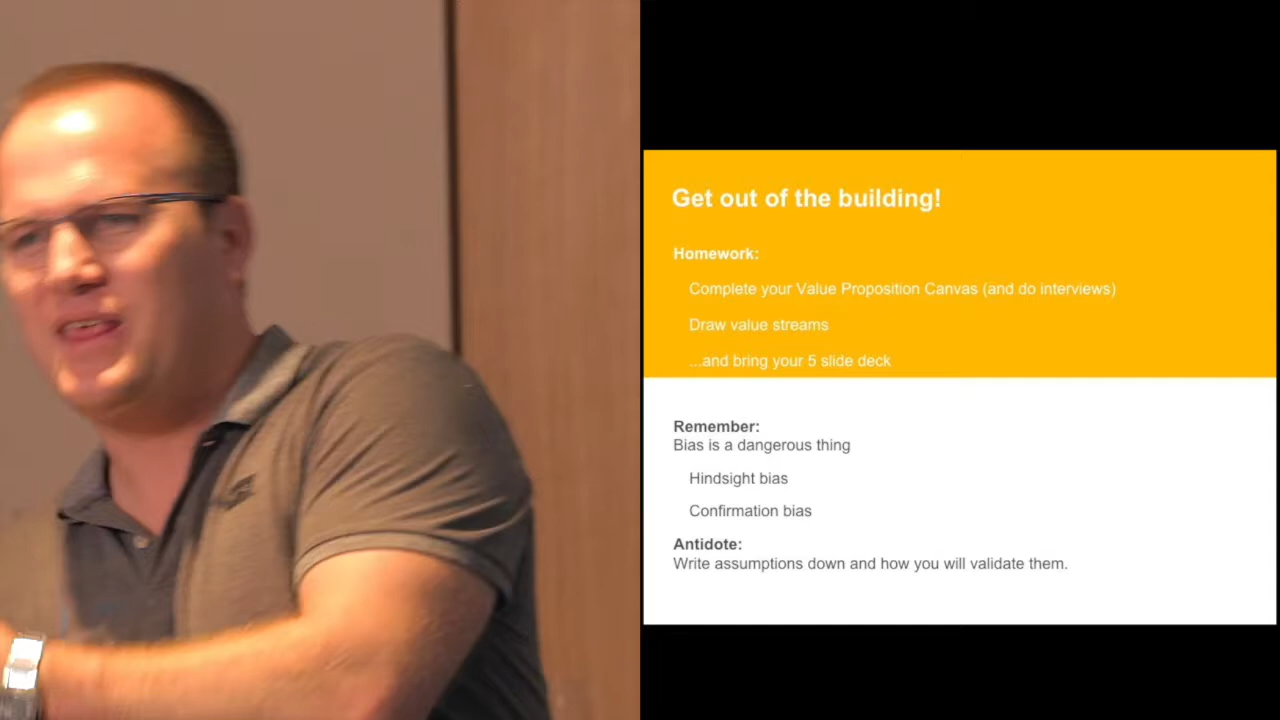 Get out of the building!
Homework:
Complete your Value Proposition Canvas (and do interviews)
Draw value streams
...and bring your 5 slide deck
Remember:
Bias is a dangerous thing
Hindsight bias
Confirmation bias
Antidote:
Write assumptions down and how you will validate them.